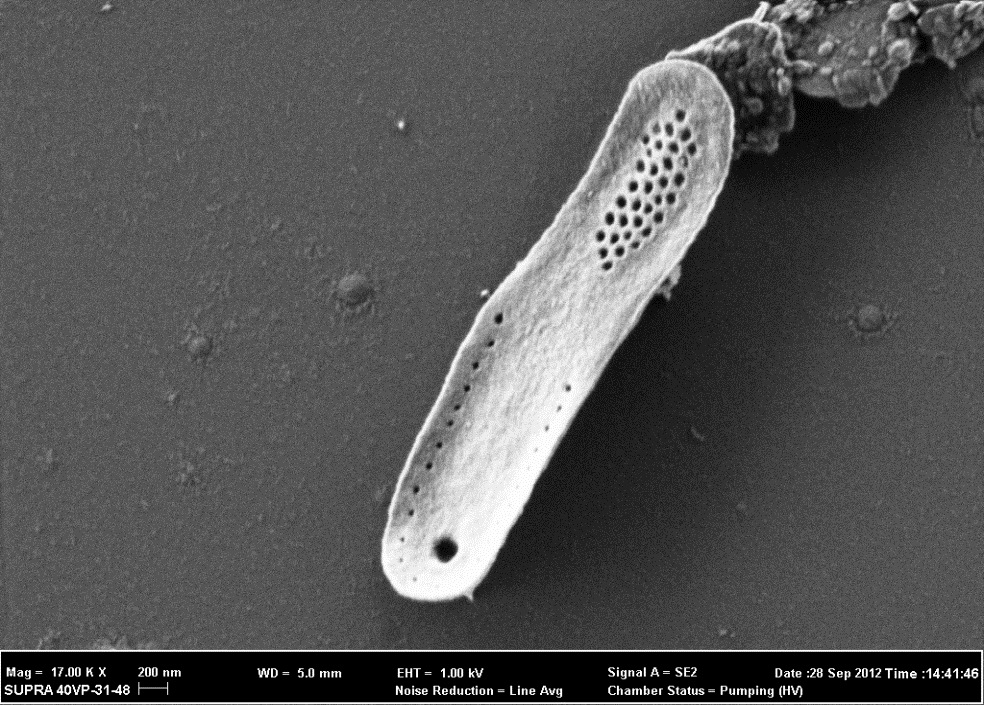 Mag = 17.00 K X 200 nm WD = 5.0 mm EHT = 1.00 kV Signal A = SE2 Date :28 Sep 2012 Time :14:41:46
SUPRA 40VP-31-48 Noise Reduction = Line Avg Chamber Status = Pumping (HV)